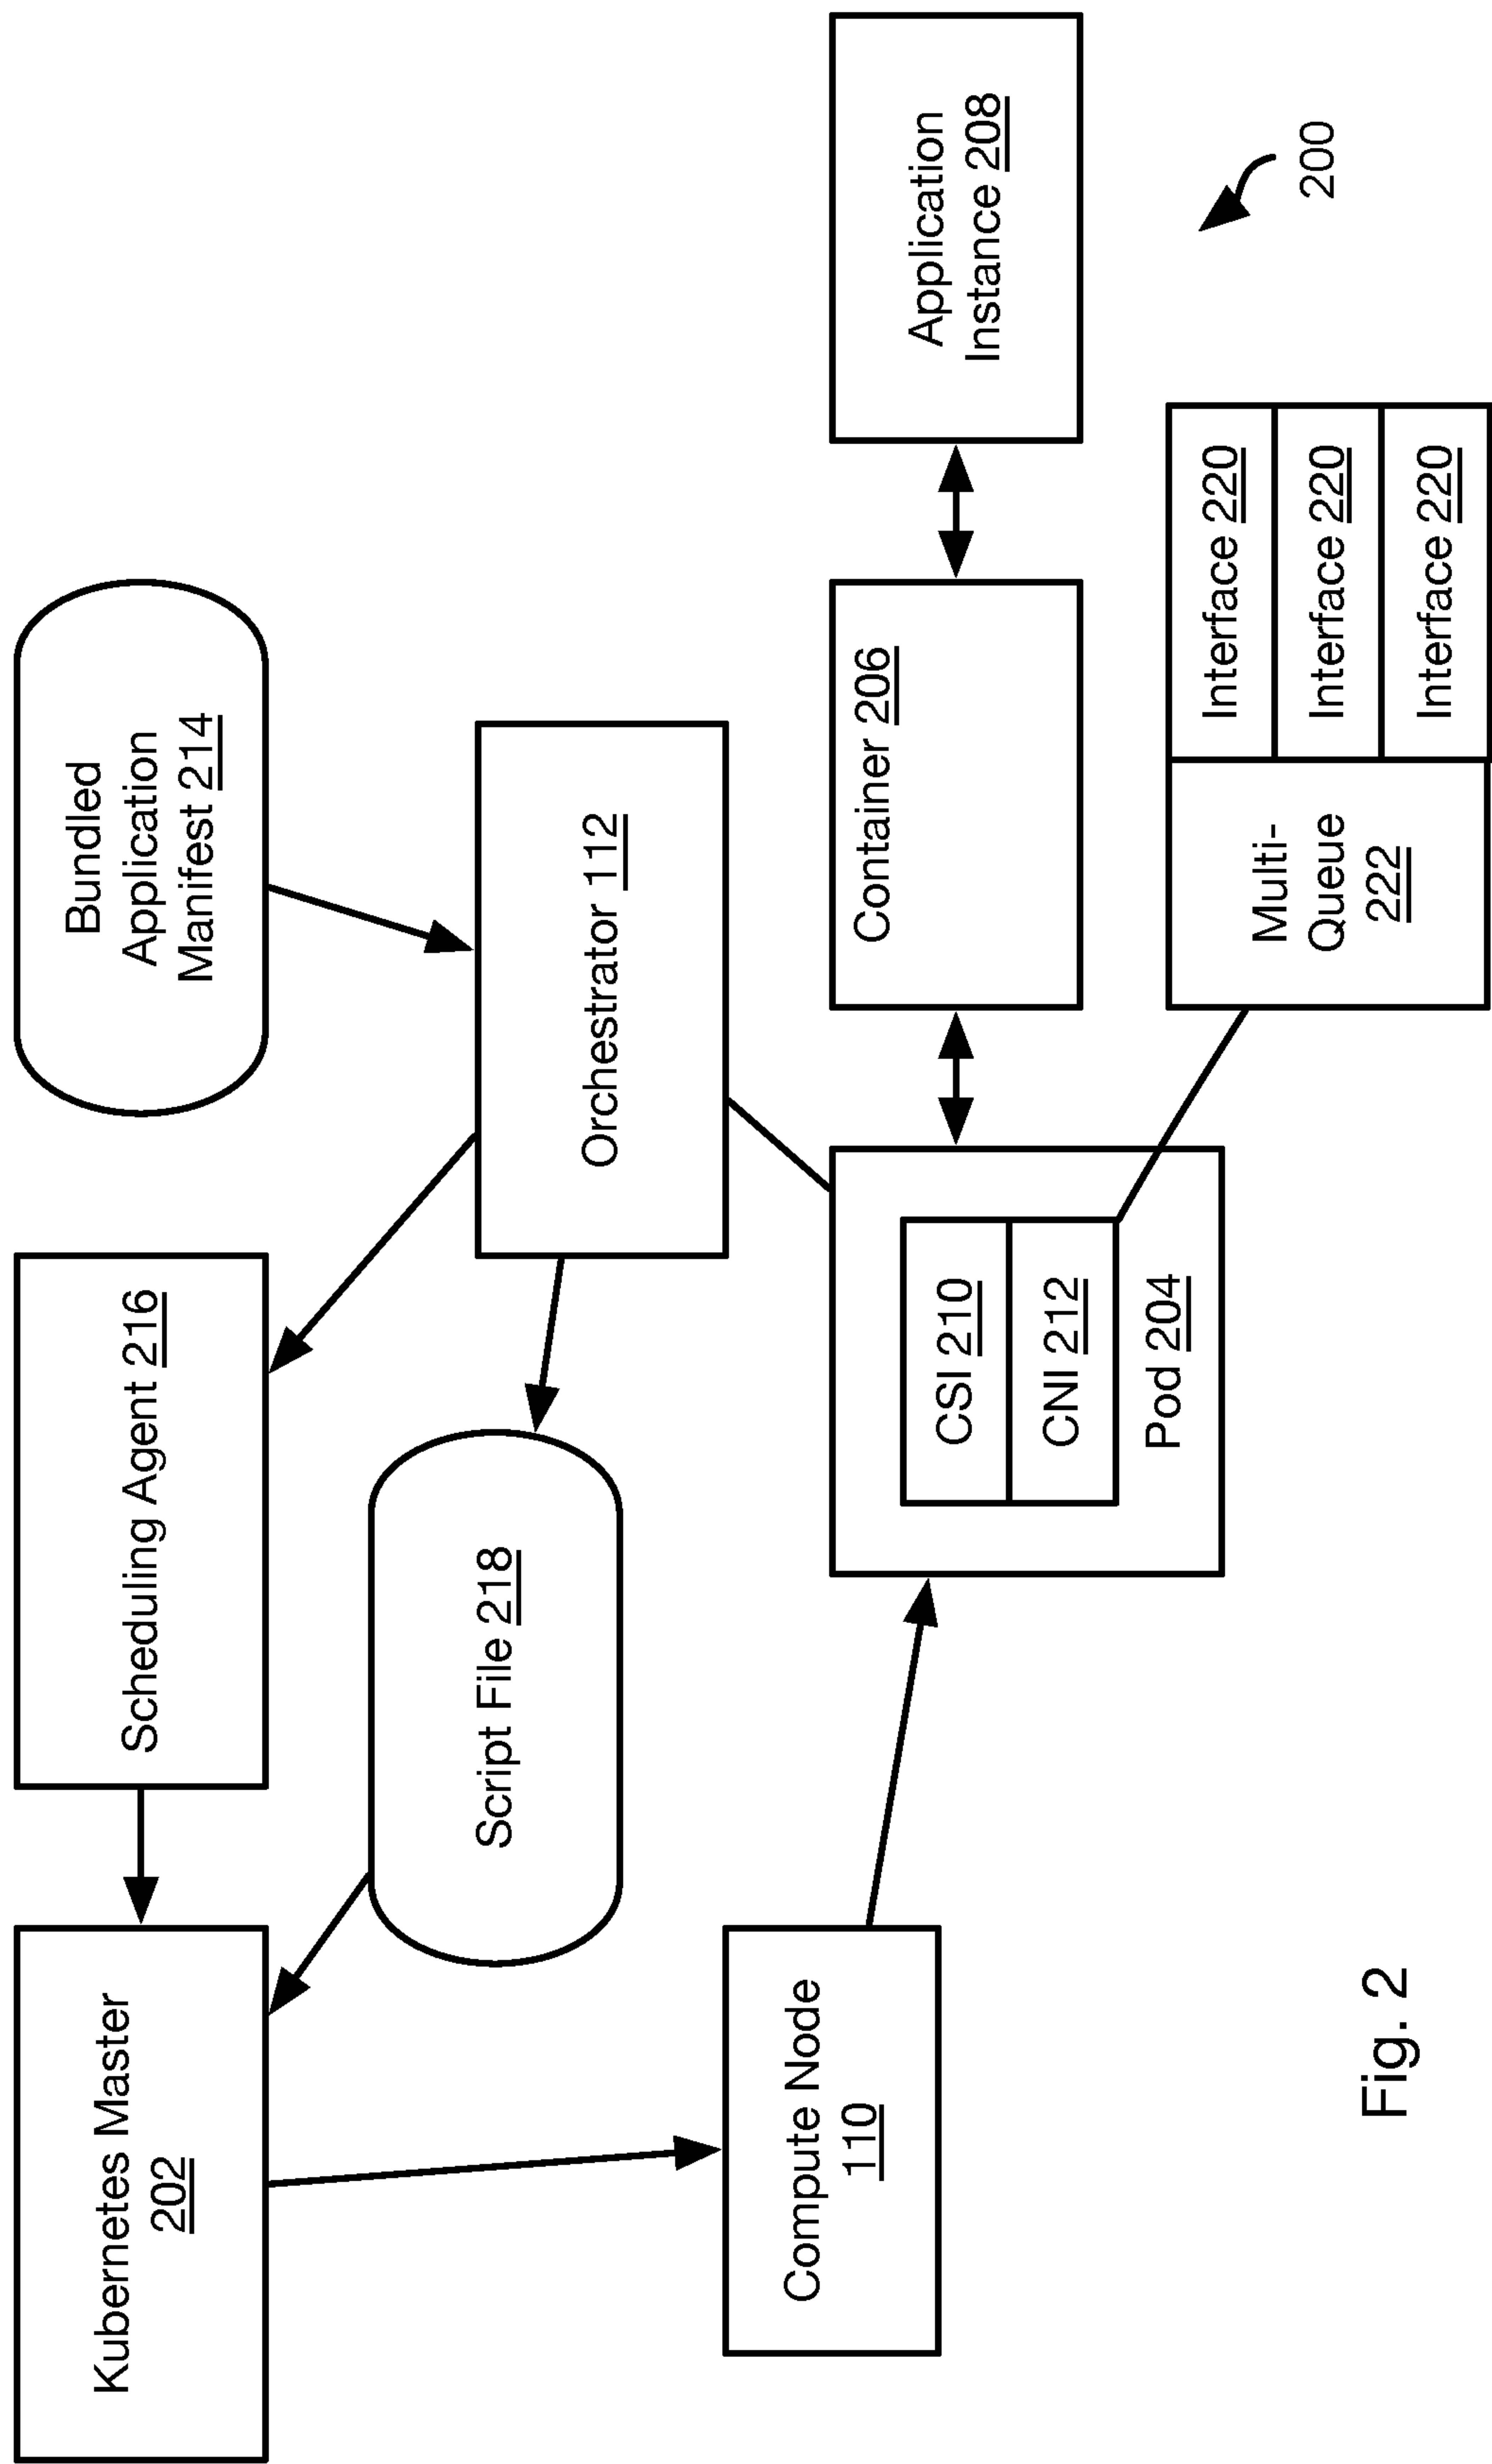 Kubernetes Master
202
Scheduling Agent 216
Bundled
Application
Manifest 214
Script File 218
Orchestrator 112
Compute Node
110
CSI 210
CNI 212
Pod 204
Container 206
Application
Instance 208
Multi-
Queue
222
Interface 220
Interface 220
Interface 220
200
Fig. 2